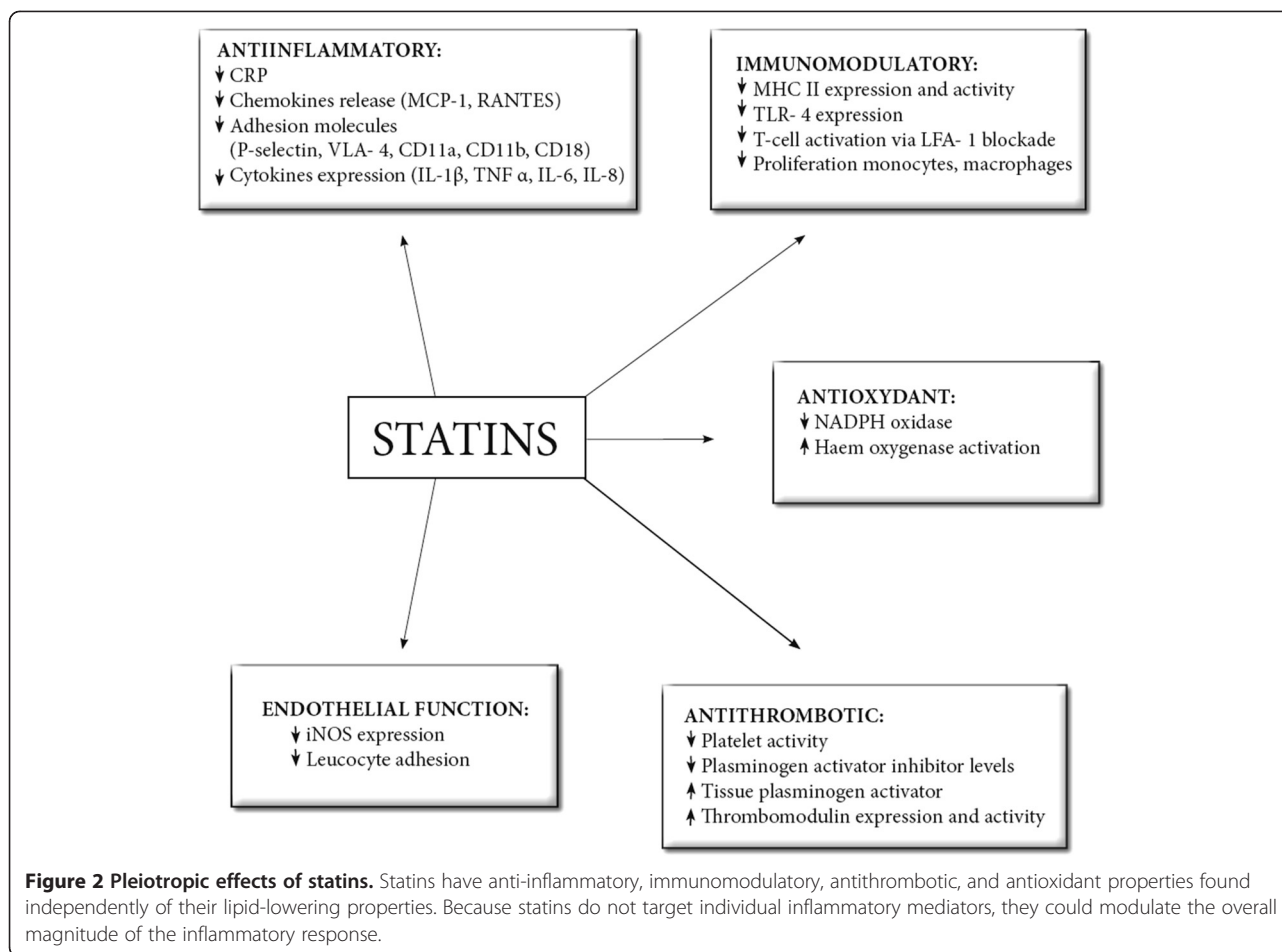 ANTIINFLAMMATORY:
↓ CRP
↓ Chemokines release (MCP-1, RANTES)
↓ Adhesion molecules
(P-selectin, VLA- 4, CD11a, CD11b, CD18)
↓ Cytokines expression (IL-1β, TNF α, IL-6, IL-8)
IMMUNOMODULATORY:
↓ MHC II expression and activity
↓ TLR- 4 expression
↓ T-cell activation via LFA- 1 blockade
↓ Proliferation monocytes, macrophages
STATINS
ANTIOXYDANT:
↓ NADPH oxidase
↑ Haem oxygenase activation
ENDOTHELIAL FUNCTION:
↓ iNOS expression
↓ Leucocyte adhesion
ANTITHROMBOTIC:
↓ Platelet activity
↓ Plasminogen activator inhibitor levels
↑ Tissue plasminogen activator
↑ Thrombomodulin expression and activity
Figure 2 Pleiotropic effects of statins. Statins have anti-inflammatory, immunomodulatory, antithrombotic, and antioxidant properties found
independently of their lipid-lowering properties. Because statins do not target individual inflammatory mediators, they could modulate the overall
magnitude of the inflammatory response.